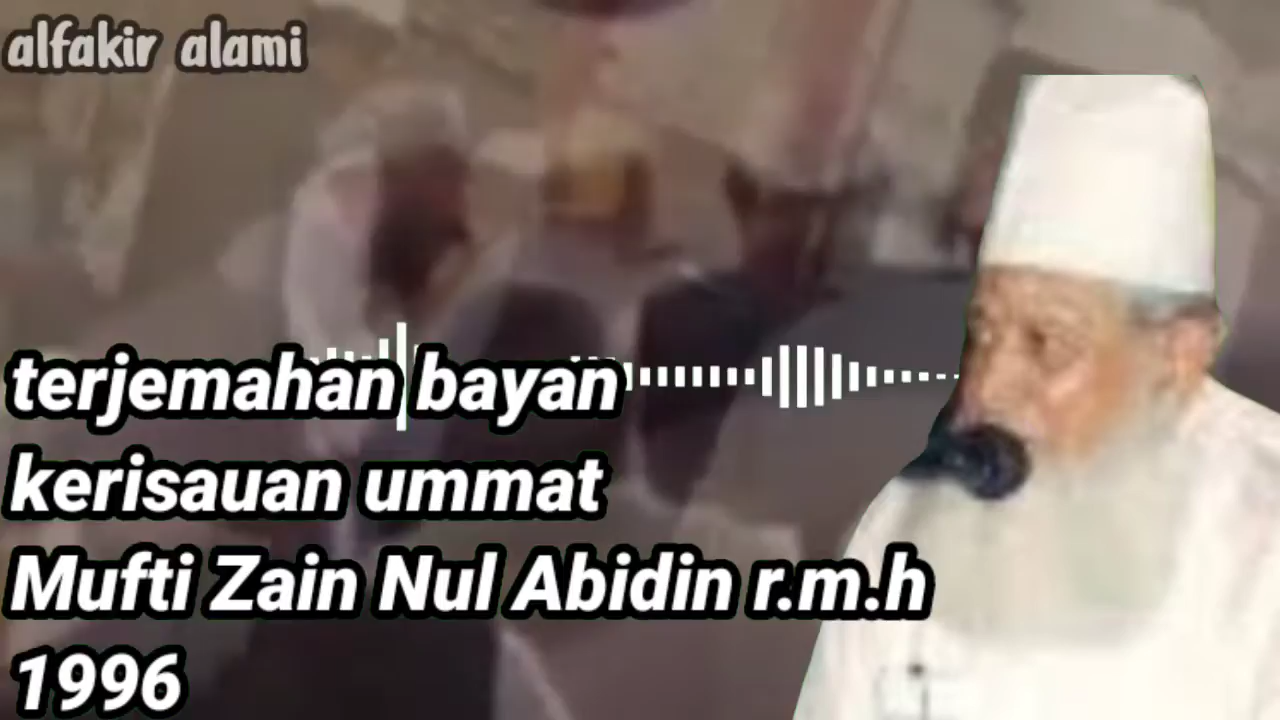 alfakir alami
terjemahan bayan
kerisauan ummat
Mufti Zain Nul Abidin r.m.h
1996